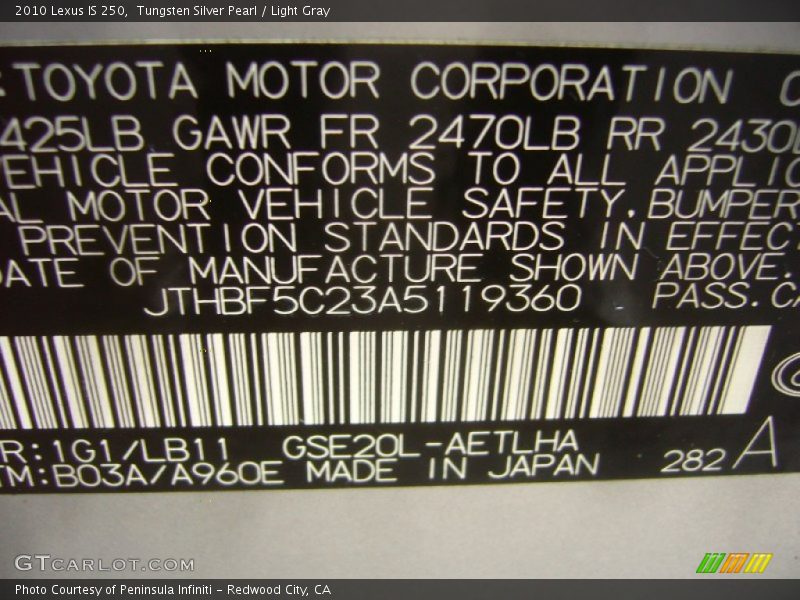 2010 Lexus IS 250,  Tungsten Silver Pearl / Light Gray
TOYOTA MOTOR CORPORATION
425LB GAWR FR 2470LB RR 2430
VEHICLE CONFORMS TO ALL APPLIC
AL MOTOR VEHICLE SAFETY, BUMPER
PREVENTION STANDARDS IN EFFEC
DATE OF MANUFACTURE SHOWN ABOVE.
JTHBF5C23A5119360 PASS. CA
R:1G1/LB11 GSE20L-AETLHA
TM:B03A/A960E MADE IN JAPAN 282 A
GTCARLOT.COM
Photo Courtesy of Peninsula Infiniti - Redwood City, CA